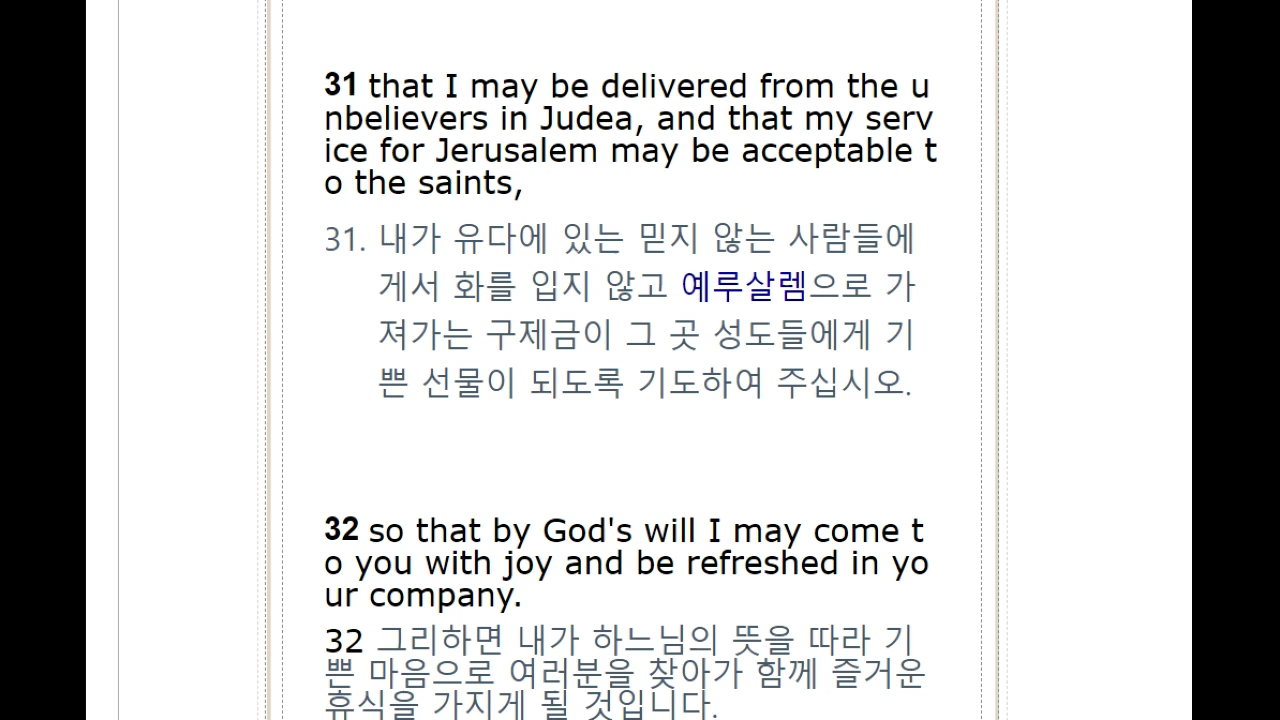 31 that I may be delivered from the u
nbelievers in Judea, and that my serv
ice for Jerusalem may be acceptable t
o the saints,
31. 내가 유다에 있는 믿지 않는 사람들에
게서 화를 입지 않고 예루살렘으로 가
져가는 구제금이 그 곳 성도들에게 기
쁜 선물이 되도록 기도하여 주십시오.
32 so that by God's will I may come t
o you with joy and be refreshed in yo
ur company.
32 그리하면 내가 하느님의 뜻을 따라 기
쁜 마음으로 여러분을 찾아가 함께 즐거운
휴식을 가지게 될 것입니다.